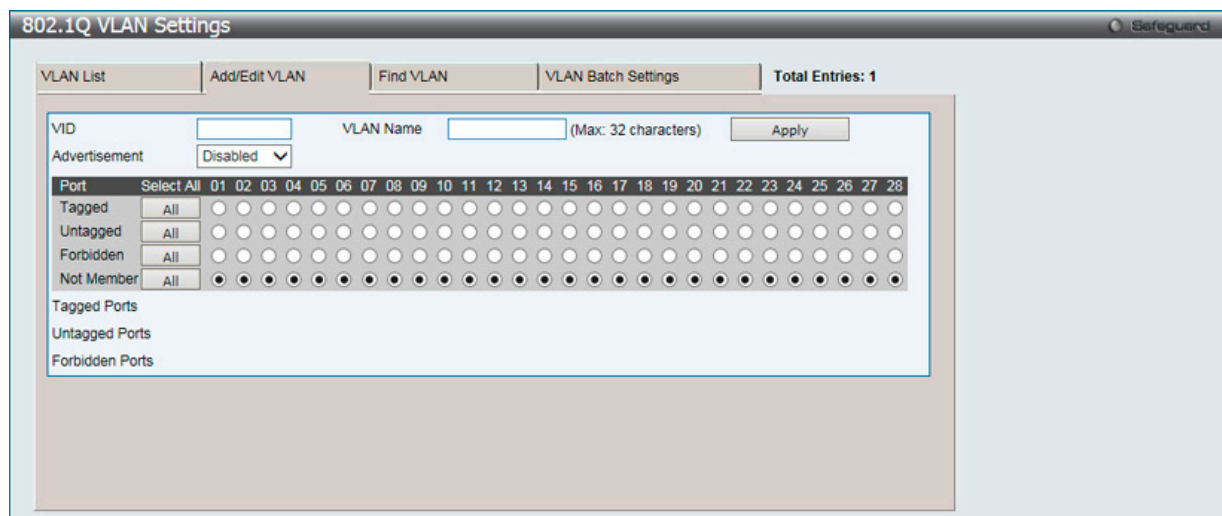 802.1Q VLAN Settings Safeguard
VLAN List Add/Edit VLAN Find VLAN VLAN Batch Settings Total Entries: 1
VID VLAN Name (Max: 32 characters) Apply
Advertisement Disabled
Port Select All 01 02 03 04 05 06 07 08 09 10 11 12 13 14 15 16 17 18 19 20 21 22 23 24 25 26 27 28
Tagged All
Untagged All
Forbidden All
Not Member All
Tagged Ports
Untagged Ports
Forbidden Ports